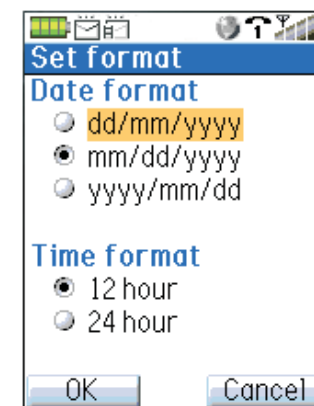 Set format
Date format
dd/mm/yyyy
mm/dd/yyyy
yyyy/mm/dd
Time format
12 hour
24 hour
OK Cancel